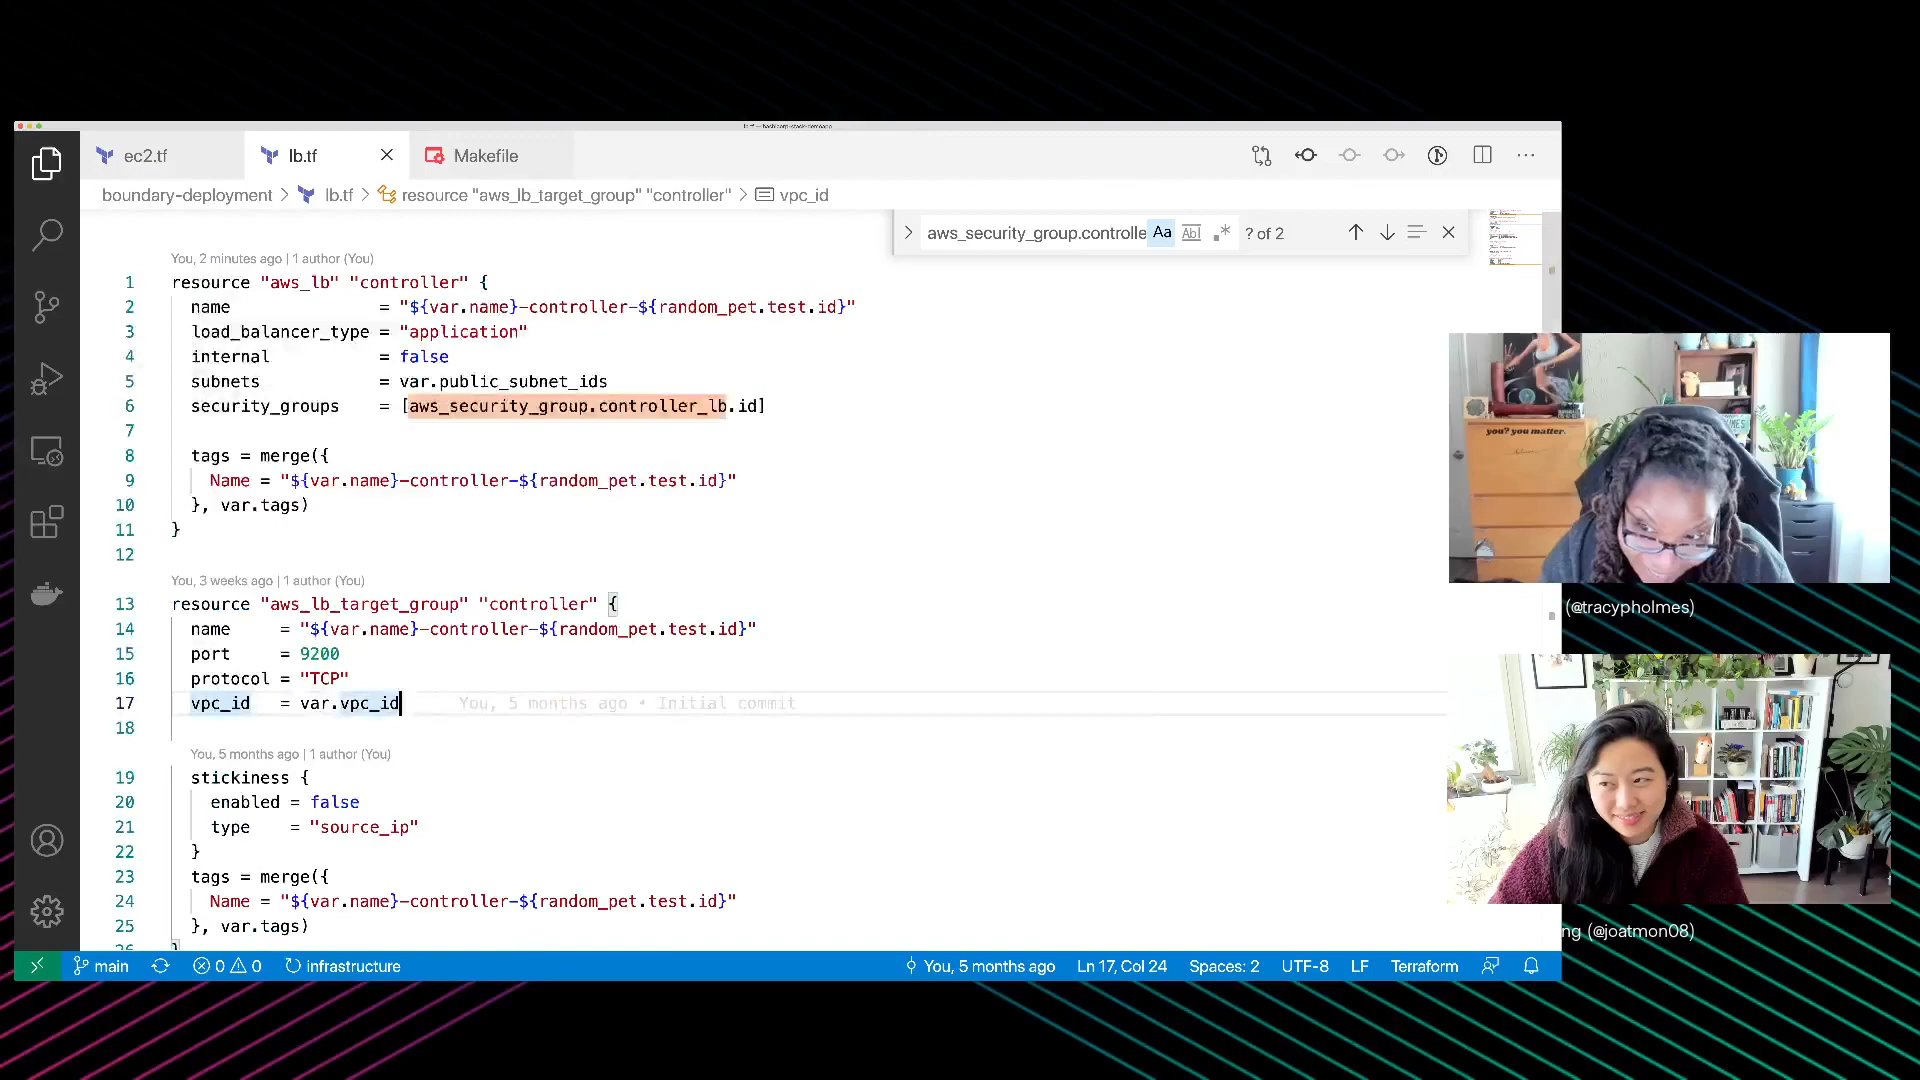 ec2.tf
lb.tf
Makefile
boundary-deployment > lb.tf > resource "aws_lb_target_group" "controller" > vpc_id
aws_security_group.controlle Aa Abl .* ? of 2
You, 2 minutes ago | 1 author (You)
1 resource "aws_lb" "controller" {
2 name = "${var.name}-controller-${random_pet.test.id}"
3 load_balancer_type = "application"
4 internal = false
5 subnets = var.public_subnet_ids
6 security_groups = [aws_security_group.controller_lb.id]
7
8 tags = merge({
9 Name = "${var.name}-controller-${random_pet.test.id}"
10 }, var.tags)
11 }
12
You, 3 weeks ago | 1 author (You)
13 resource "aws_lb_target_group" "controller" {
14 name = "${var.name}-controller-${random_pet.test.id}"
15 port = 9200
16 protocol = "TCP"
17 vpc_id = var.vpc_id You, 5 months ago • Initial commit
18
You, 5 months ago | 1 author (You)
19 stickiness {
20 enabled = false
21 type = "source_ip"
22 }
23 tags = merge({
24 Name = "${var.name}-controller-${random_pet.test.id}"
25 }, var.tags)
26 }
main 0 0 infrastructure You, 5 months ago Ln 17, Col 24 Spaces: 2 UTF-8 LF Terraform
you? you matter.
(@tracypholmes)
ng (@joatmon08)